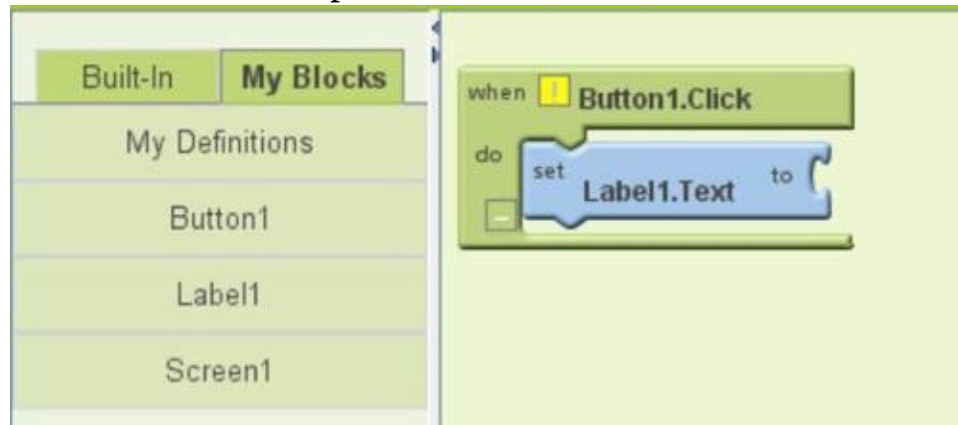 Built-In
My Blocks
My Definitions
Button1
Label1
Screen1
when ! Button1.Click
do
set Label1.Text to